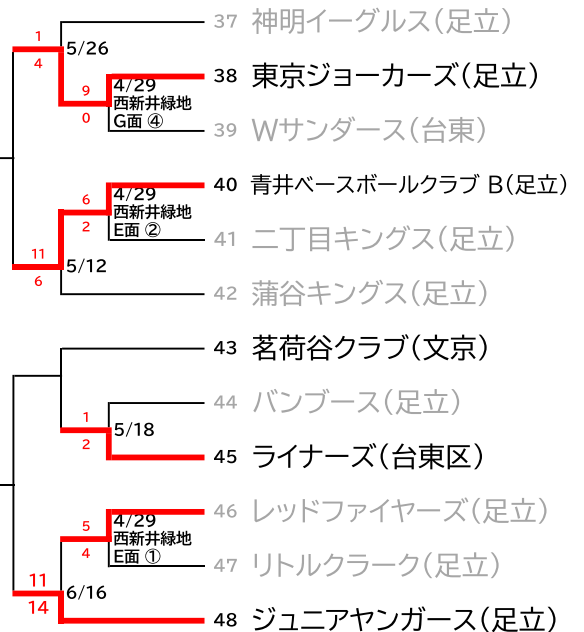 37 神明イーグルス(足立)
1
5/26
4
38 東京ジョーカーズ(足立)
9
4/29
西新井緑地
0
G面 ④
39 Wサンダース(台東)
40 青井ベースボールクラブ B(足立)
6
4/29
西新井緑地
2
E面 ②
41 二丁目キングス(足立)
11
5/12
6
42 蒲谷キングス(足立)
43 茗荷谷クラブ(文京)
44 バンブース(足立)
1
5/18
2
45 ライナーズ(台東区)
46 レッドファイヤーズ(足立)
5
4/29
西新井緑地
4
E面 ①
47 リトルクラーク(足立)
11
6/16
14
48 ジュニアヤンガース(足立)